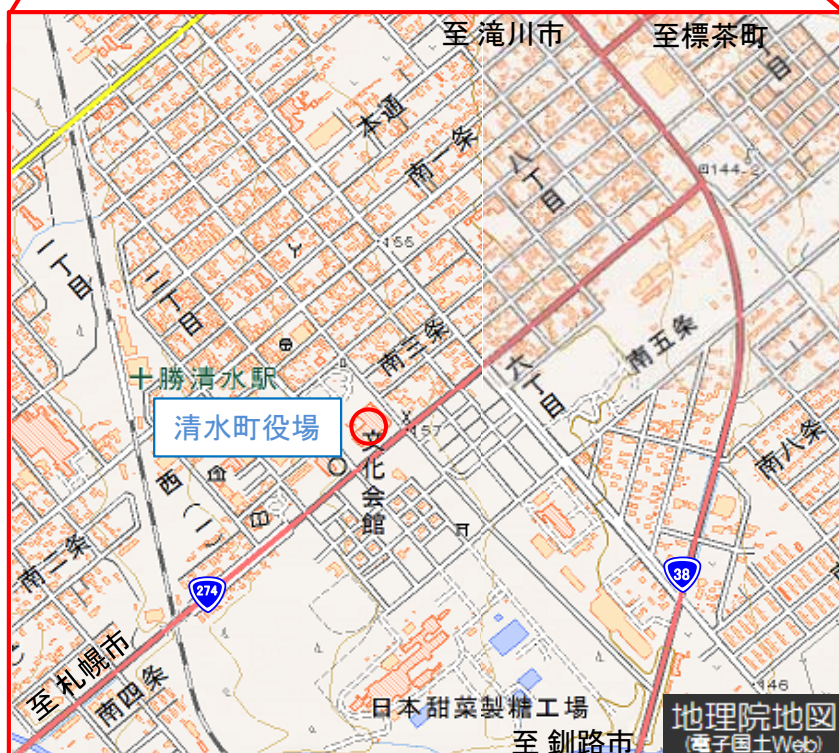 至 滝川市
至標茶町
本通
南一条
八丁目
丁目
144
一丁目
二丁目
155
南三条
六丁目
南五条
十勝清水駅
清水町役場
157
文化会館
南八条
西(一)
南二条
274
38
至 札幌市
南四条
日本甜菜製糖工場
至 釧路市
146
地理院地図
(電子国土Web)